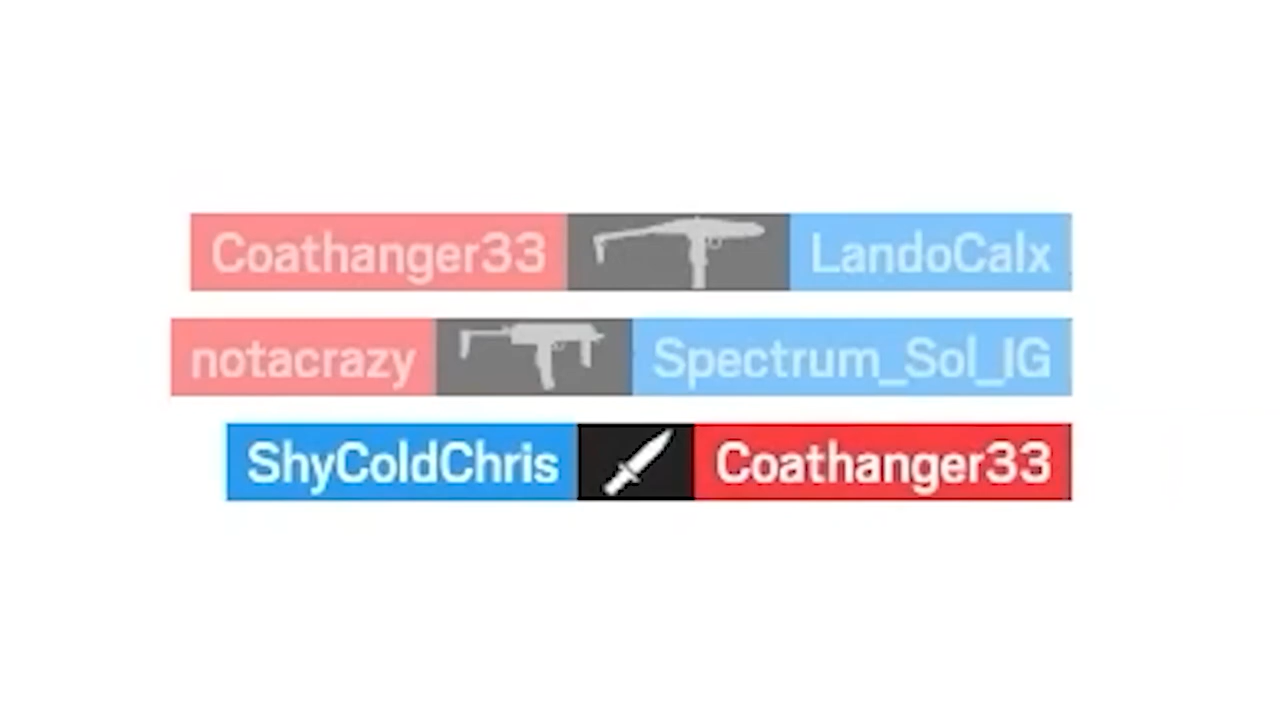 Coathanger33 LandoCalx
notacrazy Spectrum_Sol_IG
ShyColdChris Coathanger33